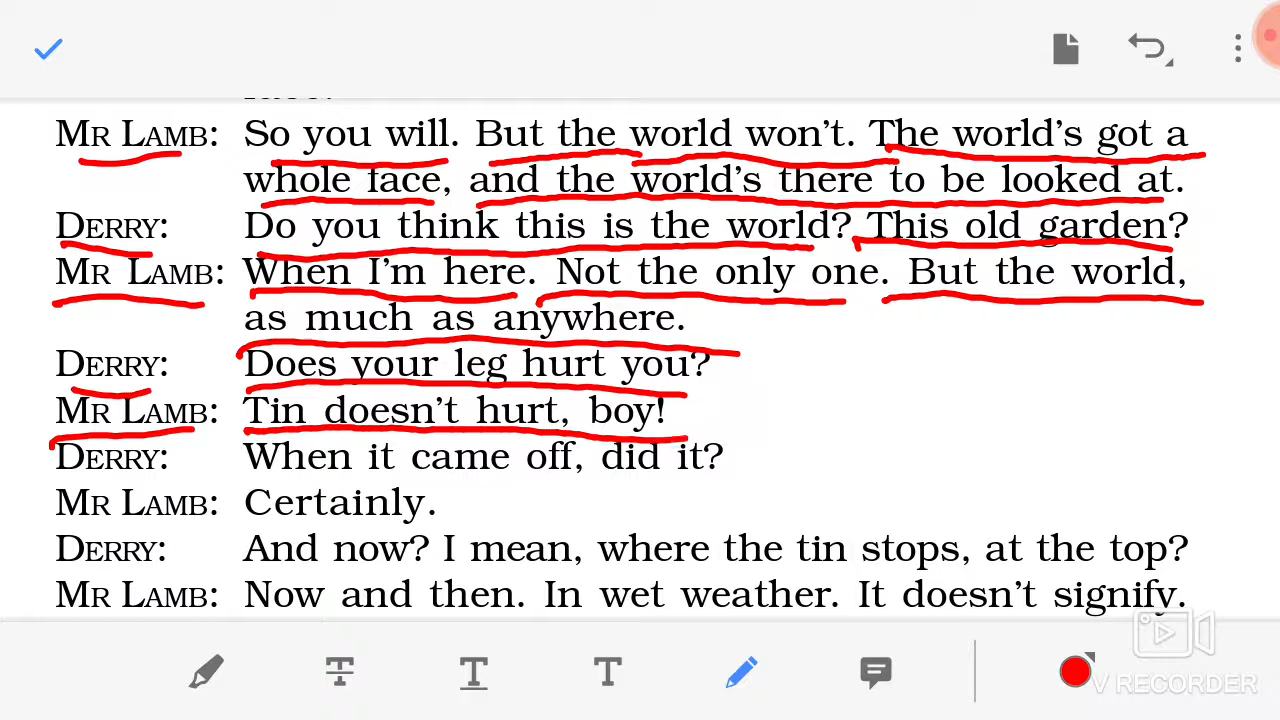 MR LAMB: So you will. But the world won't. The world's got a
whole face, and the world's there to be looked at.
DERRY: Do you think this is the world? This old garden?
MR LAMB: When I'm here. Not the only one. But the world,
as much as anywhere.
DERRY: Does your leg hurt you?
MR LAMB: Tin doesn't hurt, boy!
DERRY: When it came off, did it?
MR LAMB: Certainly.
DERRY: And now? I mean, where the tin stops, at the top?
MR LAMB: Now and then. In wet weather. It doesn't signify.
V RECORDER